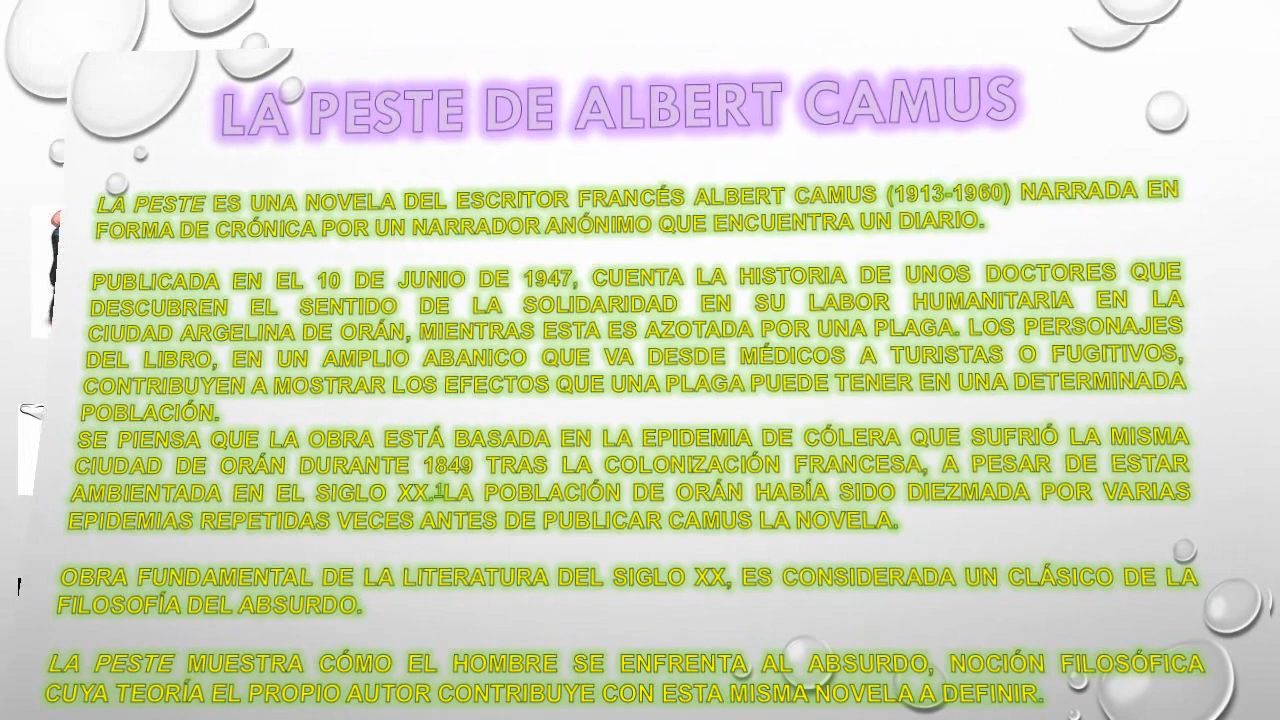 LA PESTE DE ALBERT CAMUS
LA PESTE ES UNA NOVELA DEL ESCRITOR FRANCÉS ALBERT CAMUS (1913-1960) NARRADA EN
FORMA DE CRÓNICA POR UN NARRADOR ANÓNIMO QUE ENCUENTRA UN DIARIO.
PUBLICADA EN EL 10 DE JUNIO DE 1947, CUENTA LA HISTORIA DE UNOS DOCTORES QUE
DESCUBREN EL SENTIDO DE LA SOLIDARIDAD EN SU LABOR HUMANITARIA EN LA
CIUDAD ARGELINA DE ORÁN, MIENTRAS ESTA ES AZOTADA POR UNA PLAGA. LOS PERSONAJES
DEL LIBRO, EN UN AMPLIO ABANICO QUE VA DESDE MÉDICOS A TURISTAS O FUGITIVOS,
CONTRIBUYEN A MOSTRAR LOS EFECTOS QUE UNA PLAGA PUEDE TENER EN UNA DETERMINADA
POBLACIÓN.
SE PIENSA QUE LA OBRA ESTÁ BASADA EN LA EPIDEMIA DE CÓLERA QUE SUFRIÓ LA MISMA
CIUDAD DE ORÁN DURANTE 1849 TRAS LA COLONIZACIÓN FRANCESA, A PESAR DE ESTAR
AMBIENTADA EN EL SIGLO XX.1LA POBLACIÓN DE ORÁN HABÍA SIDO DIEZMADA POR VARIAS
EPIDEMIAS REPETIDAS VECES ANTES DE PUBLICAR CAMUS LA NOVELA.
OBRA FUNDAMENTAL DE LA LITERATURA DEL SIGLO XX, ES CONSIDERADA UN CLÁSICO DE LA
FILOSOFÍA DEL ABSURDO.
LA PESTE MUESTRA CÓMO EL HOMBRE SE ENFRENTA AL ABSURDO, NOCIÓN FILOSÓFICA
CUYA TEORÍA EL PROPIO AUTOR CONTRIBUYE CON ESTA MISMA NOVELA A DEFINIR.